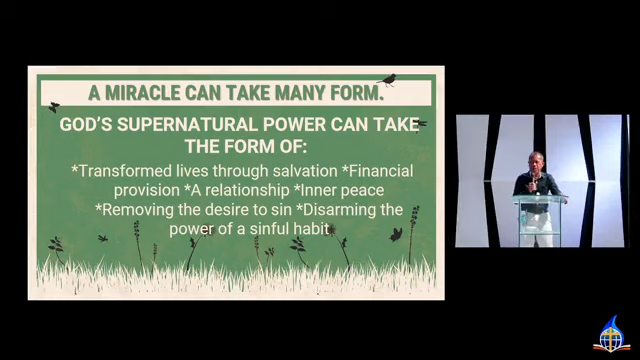 A MIRACLE CAN TAKE MANY FORM.
GOD'S SUPERNATURAL POWER CAN TAKE
THE FORM OF:
*Transformed lives through salvation *Financial
provision *A relationship *Inner peace
*Removing the desire to sin *Disarming the
power of a sinful habit